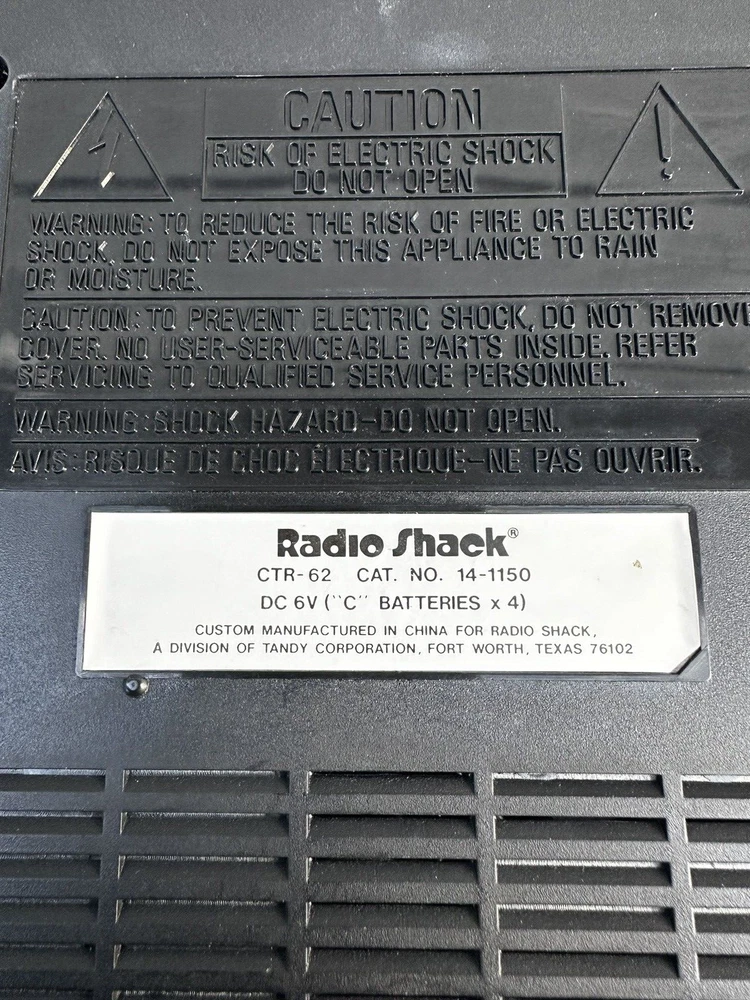 CAUTION
RISK OF ELECTRIC SHOCK
DO NOT OPEN
WARNING: TO REDUCE THE RISK OF FIRE OR ELECTRIC
SHOCK, DO NOT EXPOSE THIS APPLIANCE TO RAIN
OR MOISTURE.
CAUTION: TO PREVENT ELECTRIC SHOCK, DO NOT REMOVE
COVER. NO USER-SERVICEABLE PARTS INSIDE. REFER
SERVICING TO QUALIFIED SERVICE PERSONNEL.
WARNING: SHOCK HAZARD-DO NOT OPEN.
AVIS: RISQUE DE CHOC ÉLECTRIQUE-NE PAS OUVRIR.
Radio Shack®
CTR-62 CAT. NO. 14-1150
DC 6V (''C'' BATTERIES x 4)
CUSTOM MANUFACTURED IN CHINA FOR RADIO SHACK,
A DIVISION OF TANDY CORPORATION, FORT WORTH, TEXAS 76102